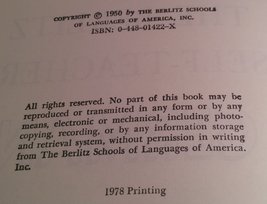 COPYRIGHT © 1950 BY THE BERLITZ SCHOOLS
OF LANGUAGES OF AMERICA, INC.
ISBN: 0-448-01422-X
All rights reserved. No part of this book may be
reproduced or transmitted in any form or by any
means, electronic or mechanical, including photo-
copying, recording, or by any information storage
and retrieval system, without permission in writing
from The Berlitz Schools of Languages of America.
Inc.
1978 Printing